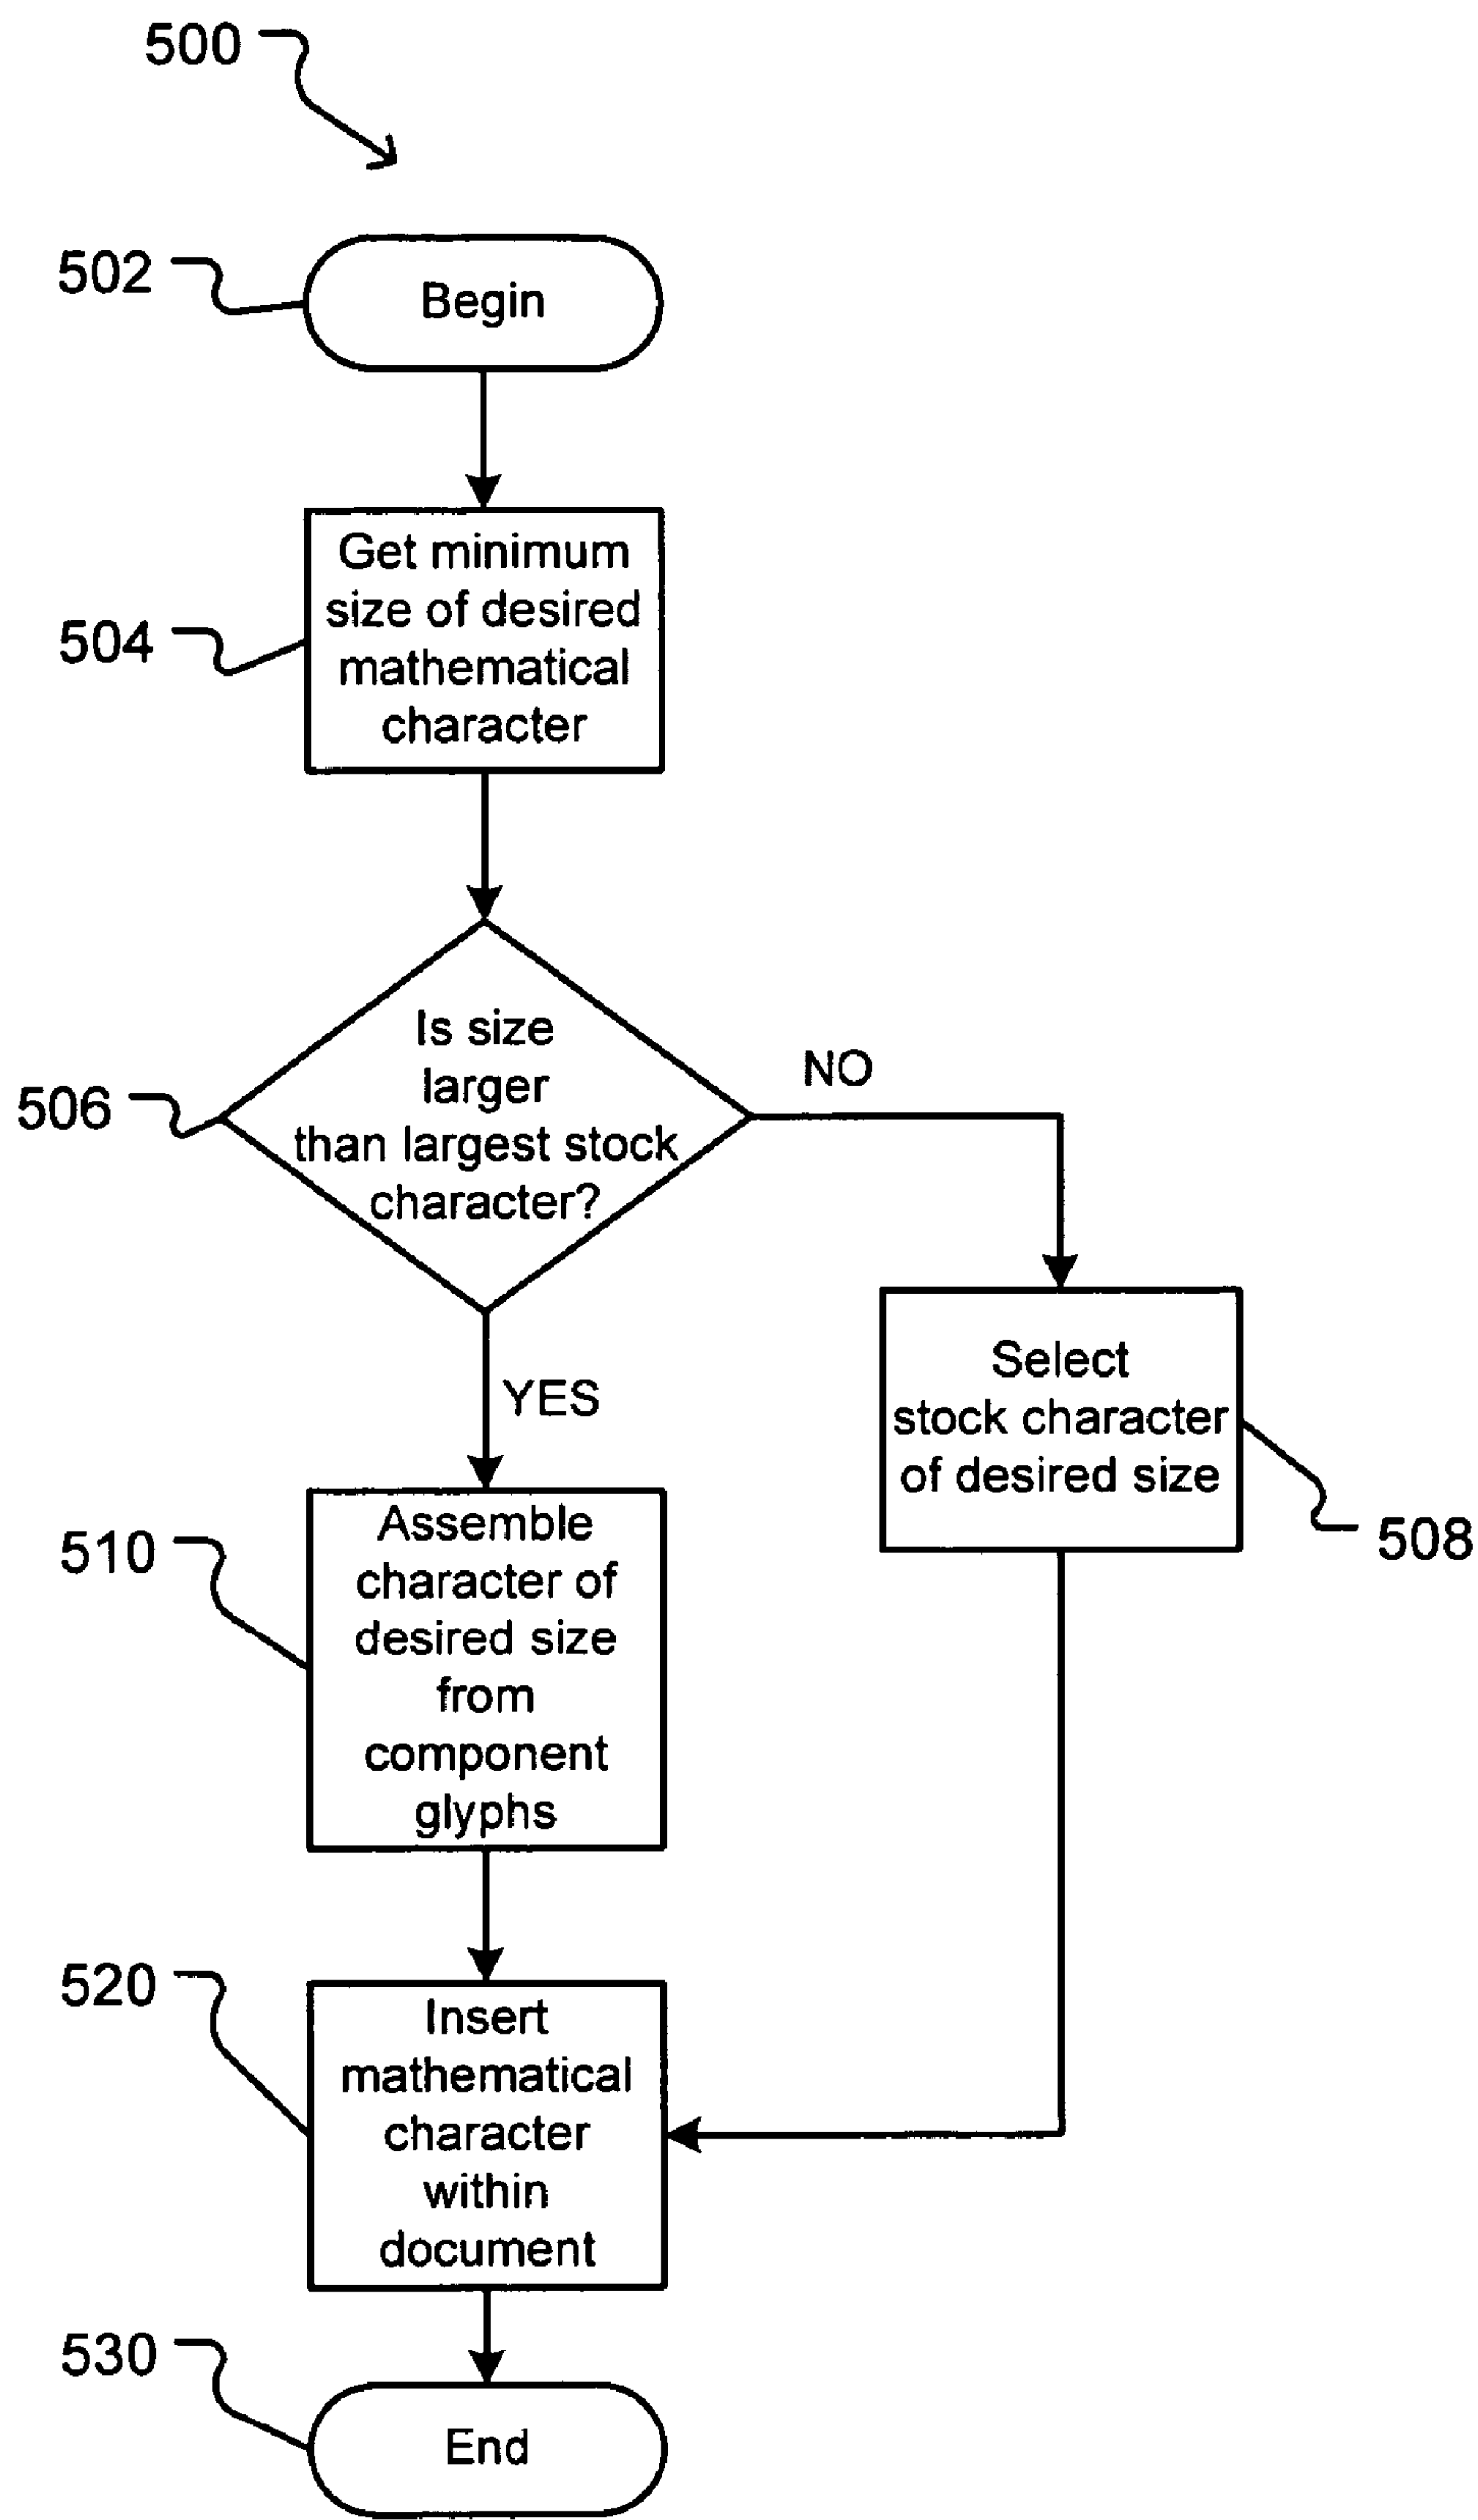 500
502
Begin
504
Get minimum
size of desired
mathematical
character
506
Is size
larger
than largest stock
character?
NO
YES
Select
stock character
of desired size
508
510
Assemble
character of
desired size
from
component
glyphs
520
Insert
mathematical
character
within
document
530
End